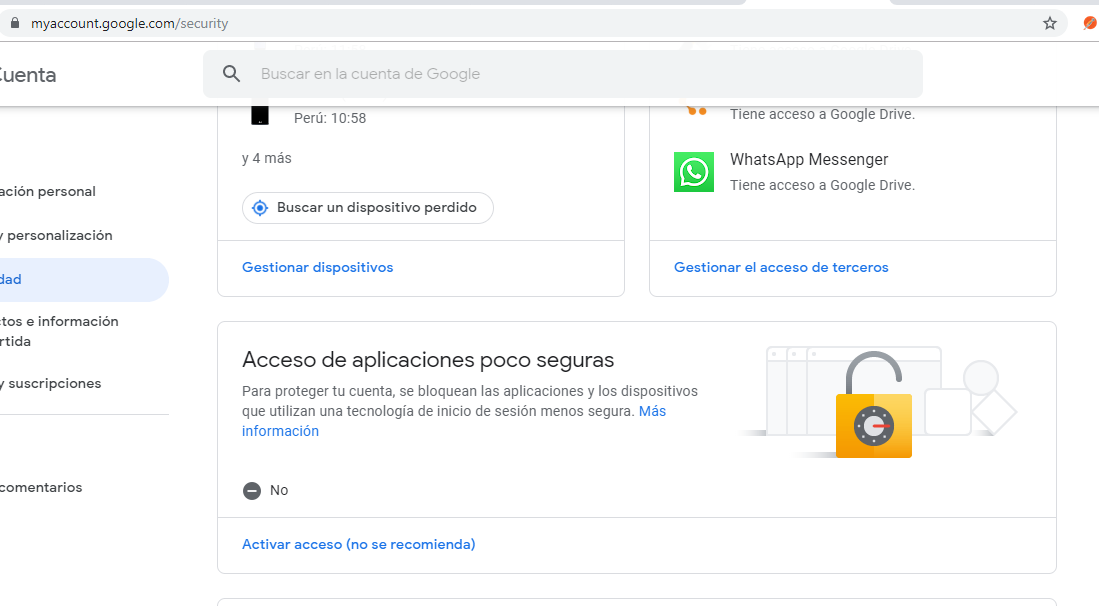 myaccount.google.com/security
Cuenta
Buscar en la cuenta de Google
Perú: 10:58
y 4 más
Buscar un dispositivo perdido
Gestionar dispositivos
Tiene acceso a Google Drive.
WhatsApp Messenger
Tiene acceso a Google Drive.
Gestionar el acceso de terceros
ación personal
y personalización
dad
tos e información
rtida
y suscripciones
comentarios
Acceso de aplicaciones poco seguras
Para proteger tu cuenta, se bloquean las aplicaciones y los dispositivos
que utilizan una tecnología de inicio de sesión menos segura. Más
información
No
Activar acceso (no se recomienda)